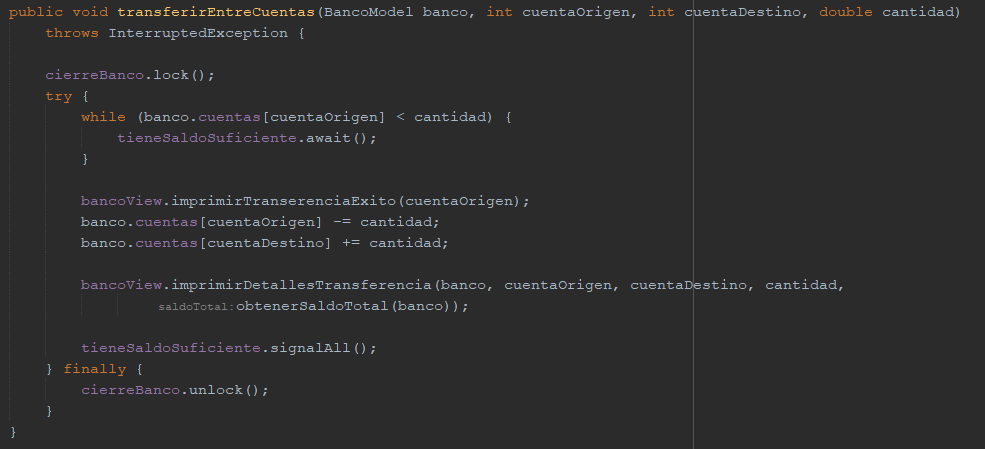 public void transferirEntreCuentas(BancoModel banco, int cuentaOrigen, int cuentaDestino, double cantidad)
    throws InterruptedException {

    cierreBanco.lock();
    try {
        while (banco.cuentas[cuentaOrigen] < cantidad) {
            tieneSaldoSuficiente.await();
        }

        bancoView.imprimirTranserenciaExito(cuentaOrigen);
        banco.cuentas[cuentaOrigen] -= cantidad;
        banco.cuentas[cuentaDestino] += cantidad;

        bancoView.imprimirDetallesTransferencia(banco, cuentaOrigen, cuentaDestino, cantidad,
                saldoTotal: obtenerSaldoTotal(banco));

        tieneSaldoSuficiente.signalAll();
    } finally {
        cierreBanco.unlock();
    }
}